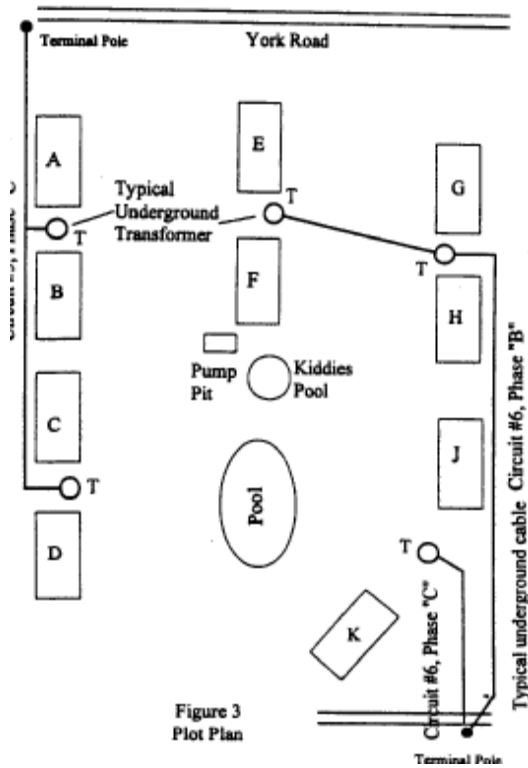 Terminal Pole
York Road
A
E
G
Typical
Underground
Transformer
T
T
T
B
F
H
Pump
Pit
Kiddies
Pool
C
J
T
Pool
T
D
K
Circuit #6, Phase "C"
Typical underground cable Circuit #6, Phase "B"
Figure 3
Plot Plan
Terminal Pole